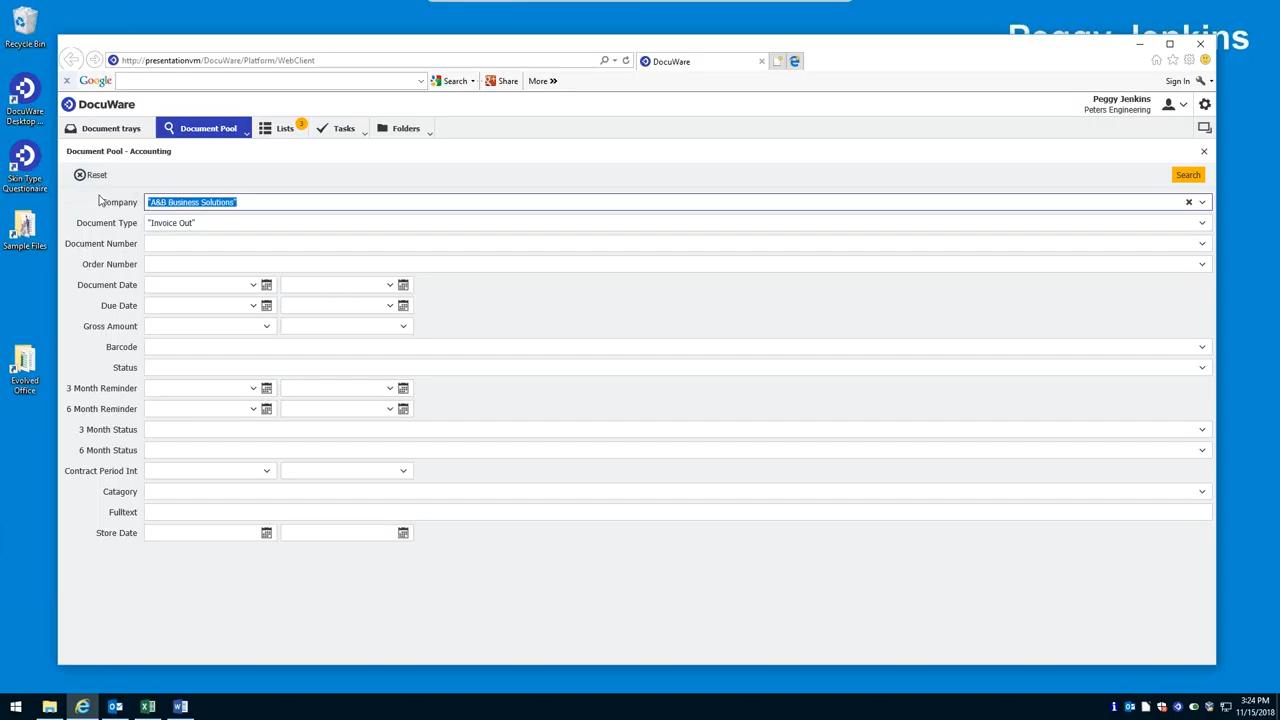 Peggy Jenkins
Recycle Bin
DocuWare
Desktop ...
Skin Type
Questionaire
Sample Files
Evolved
Office
http://presentationvm/DocuWare/Platform/WebClient
DocuWare
Google
Search
Share
More »
Sign In
DocuWare
Peggy Jenkins
Peters Engineering
Document trays
Document Pool
Lists
3
Tasks
Folders
Document Pool - Accounting
Reset
Search
Company
"A&B Business Solutions"
Document Type
"Invoice Out"
Document Number
Order Number
Document Date
Due Date
Gross Amount
Barcode
Status
3 Month Reminder
6 Month Reminder
3 Month Status
6 Month Status
Contract Period Int
Catagory
Fulltext
Store Date
3:24 PM
11/15/2018